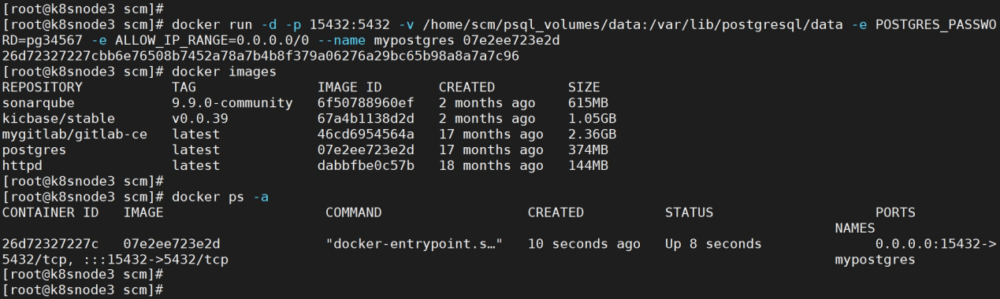 [root@k8snode3 scm]#
[root@k8snode3 scm]# docker run -d -p 15432:5432 -v /home/scm/psql_volumes/data:/var/lib/postgresql/data -e POSTGRES_PASSWO
RD=pg34567 -e ALLOW_IP_RANGE=0.0.0.0/0 --name mypostgres 07e2ee723e2d
26d72327227cbb6e76508b7452a78a7b4b8f379a06276a29bc65b98a8a7a7c96
[root@k8snode3 scm]# docker images
REPOSITORY TAG IMAGE ID CREATED SIZE
sonarqube 9.9.0-community 6f50788960ef 2 months ago 615MB
kicbase/stable v0.0.39 67a4b1138d2d 2 months ago 1.05GB
mygitlab/gitlab-ce latest 46cd6954564a 17 months ago 2.36GB
postgres latest 07e2ee723e2d 17 months ago 374MB
httpd latest dabbfbe0c57b 18 months ago 144MB
[root@k8snode3 scm]#
[root@k8snode3 scm]# docker ps -a
CONTAINER ID IMAGE COMMAND CREATED STATUS PORTS
NAMES
26d72327227c 07e2ee723e2d "docker-entrypoint.s…" 10 seconds ago Up 8 seconds 0.0.0.0:15432->
5432/tcp, :::15432->5432/tcp mypostgres
[root@k8snode3 scm]#
[root@k8snode3 scm]#